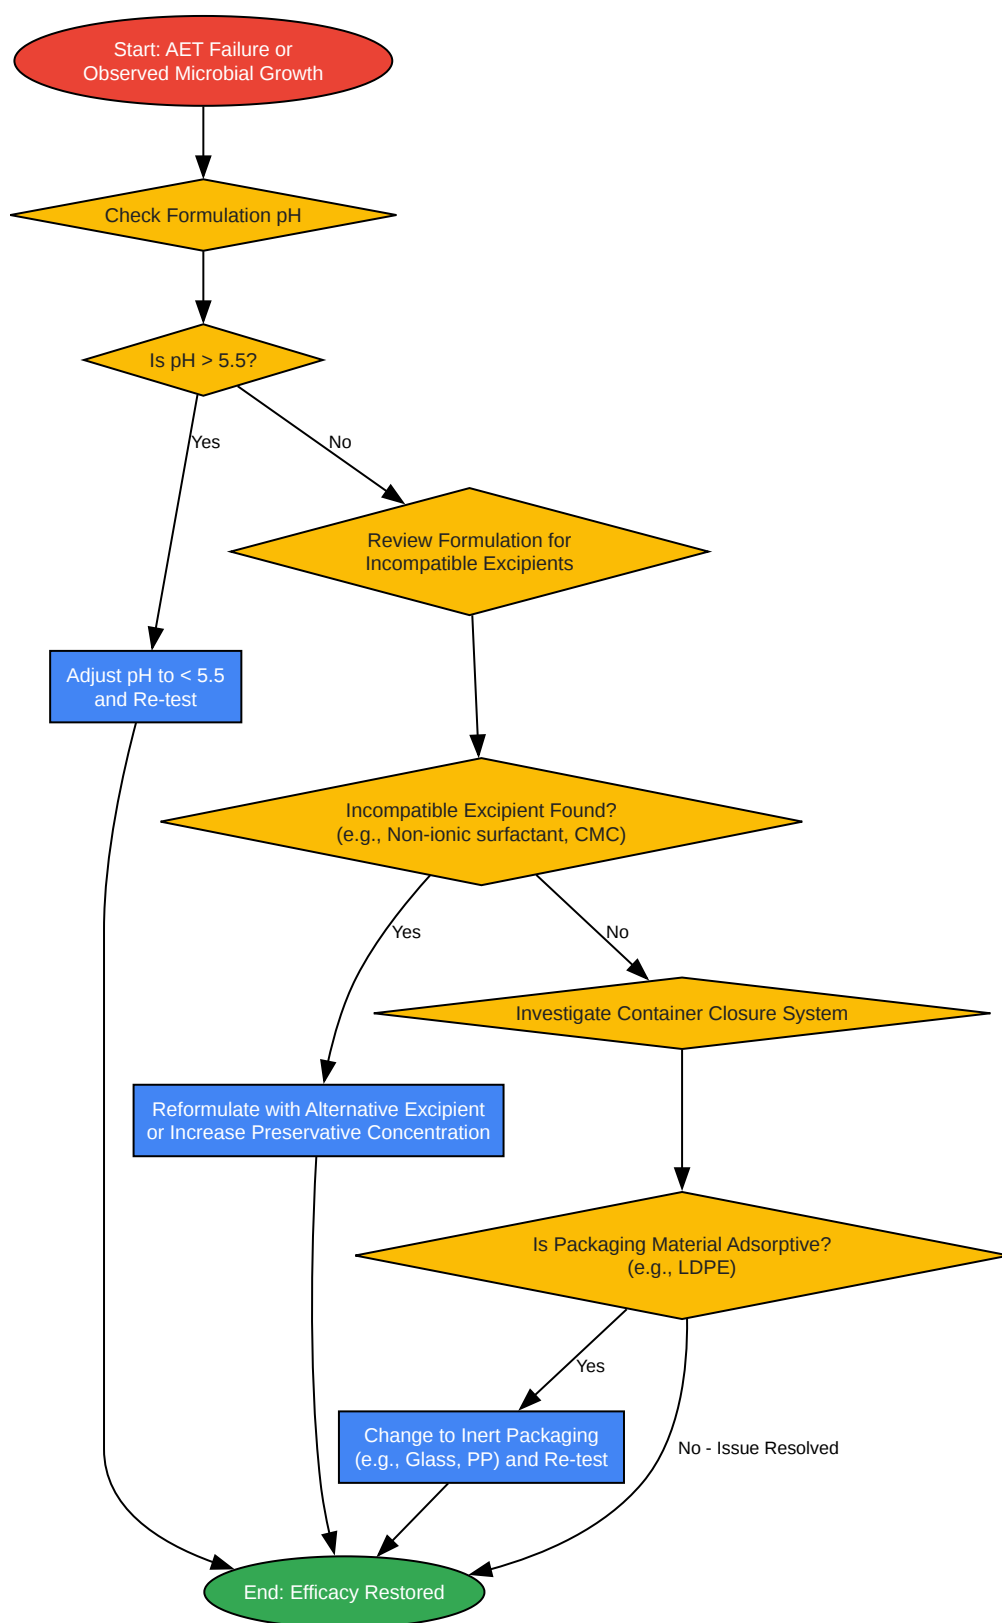 Start: AET Failure or
Observed Microbial Growth
Check Formulation pH
Is pH > 5.5?
Yes
No
Review Formulation for
Incompatible Excipients
Adjust pH to < 5.5
and Re-test
Incompatible Excipient Found?
(e.g., Non-ionic surfactant, CMC)
Yes
No
Investigate Container Closure System
Reformulate with Alternative Excipient
or Increase Preservative Concentration
Is Packaging Material Adsorptive?
(e.g., LDPE)
Yes
Change to Inert Packaging
(e.g., Glass, PP) and Re-test
No - Issue Resolved
End: Efficacy Restored